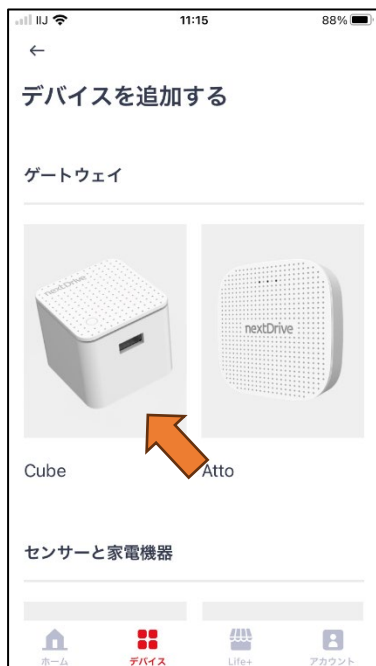 IIJ 11:15 88%
←
デバイスを追加する
ゲートウェイ
nextDrive
nextDrive
Cube Atto
センサーと家電機器
ホーム デバイス Life+ アカウント